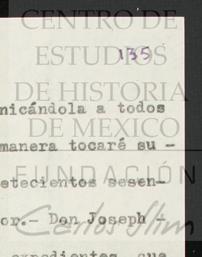 CENTRO DE
ESTUDIOS
135
DE HISTORIA
nicándola a todos
DE MEXICO
manera tocaré su -
FUNDACIÓN
etecientos sesen-
Carlos Slim
or.- Don Joseph -
expedientes que